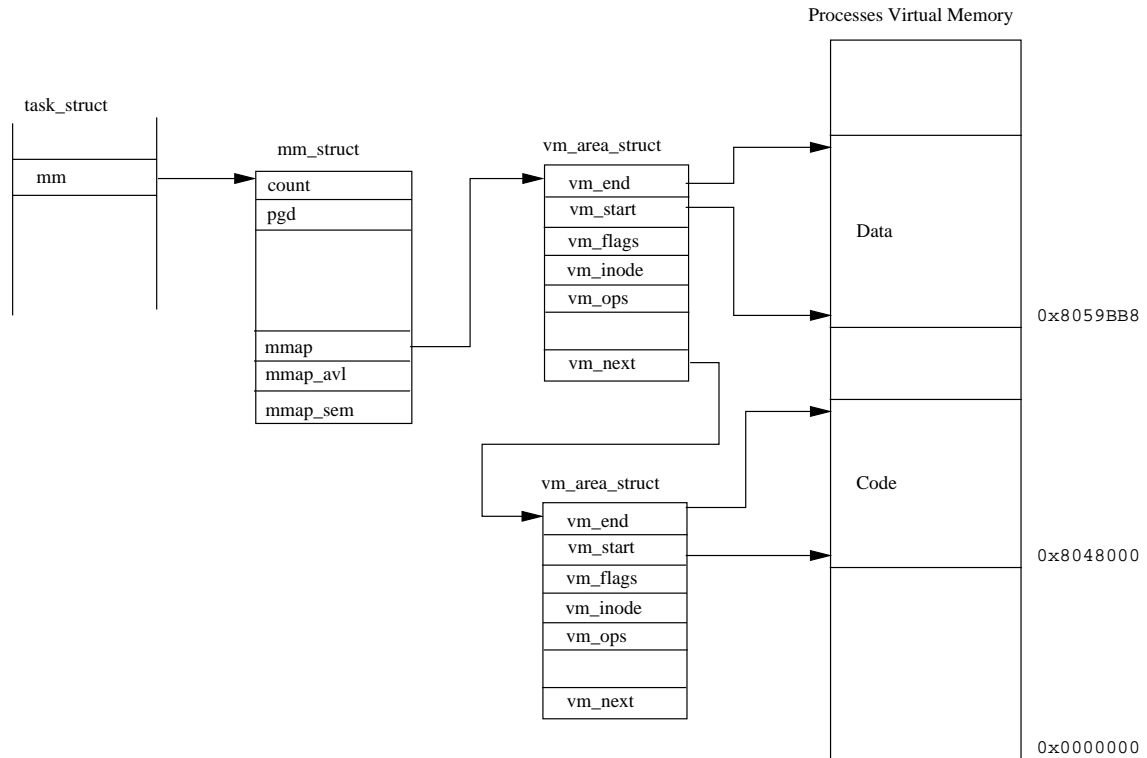 Processes Virtual Memory
task_struct
mm
mm_struct
count
pgd
mmap
mmap_avl
mmap_sem
vm_area_struct
vm_end
vm_start
vm_flags
vm_inode
vm_ops
vm_next
vm_area_struct
vm_end
vm_start
vm_flags
vm_inode
vm_ops
vm_next
Data
0x8059BB8
Code
0x8048000
0x0000000